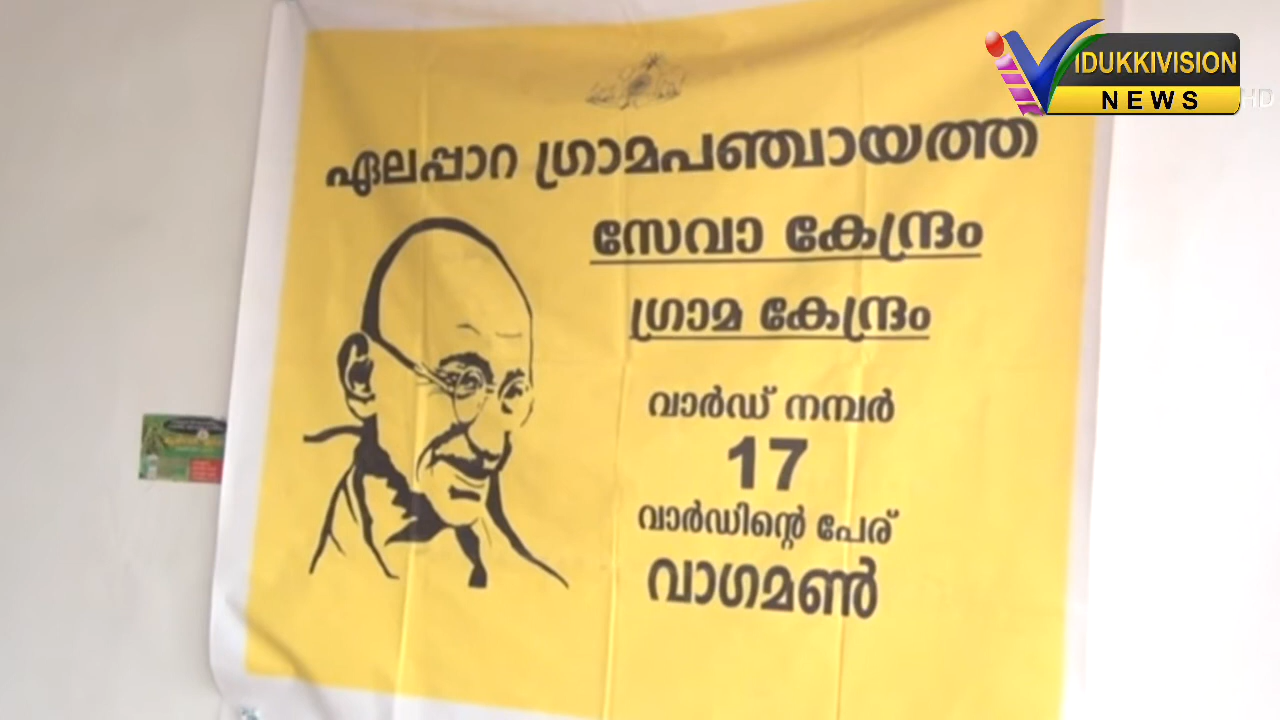 IDUKKIVISION
NEWS
HD
ഏലപ്പാറ ഗ്രാമപഞ്ചായത്ത
സേവാ കേന്ദ്രം
ഗ്രാമ കേന്ദ്രം
വാർഡ് നമ്പർ
17
വാർഡിന്റെ പേര്
വാഗമൺ